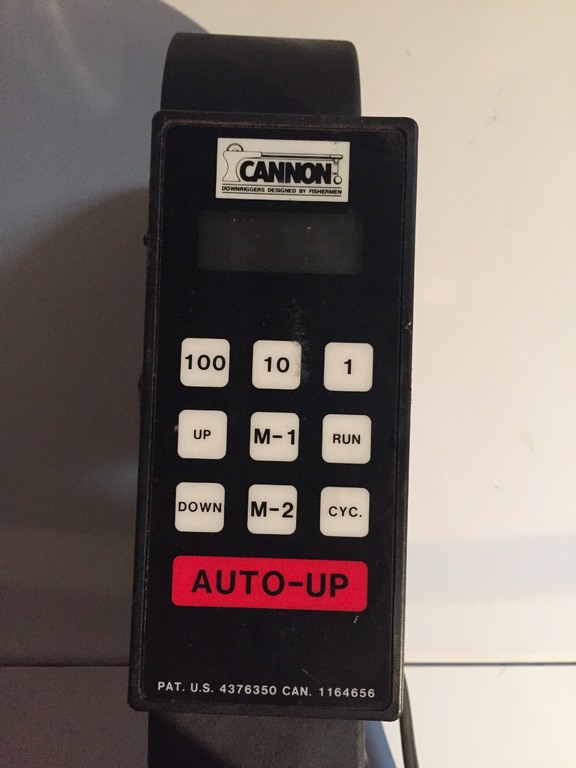 CANNON
DOWNRIGGERS DESIGNED BY FISHERMEN
100 10 1
UP M-1 RUN
DOWN M-2 CYC.
AUTO-UP
PAT. U.S. 4376350 CAN. 1164656